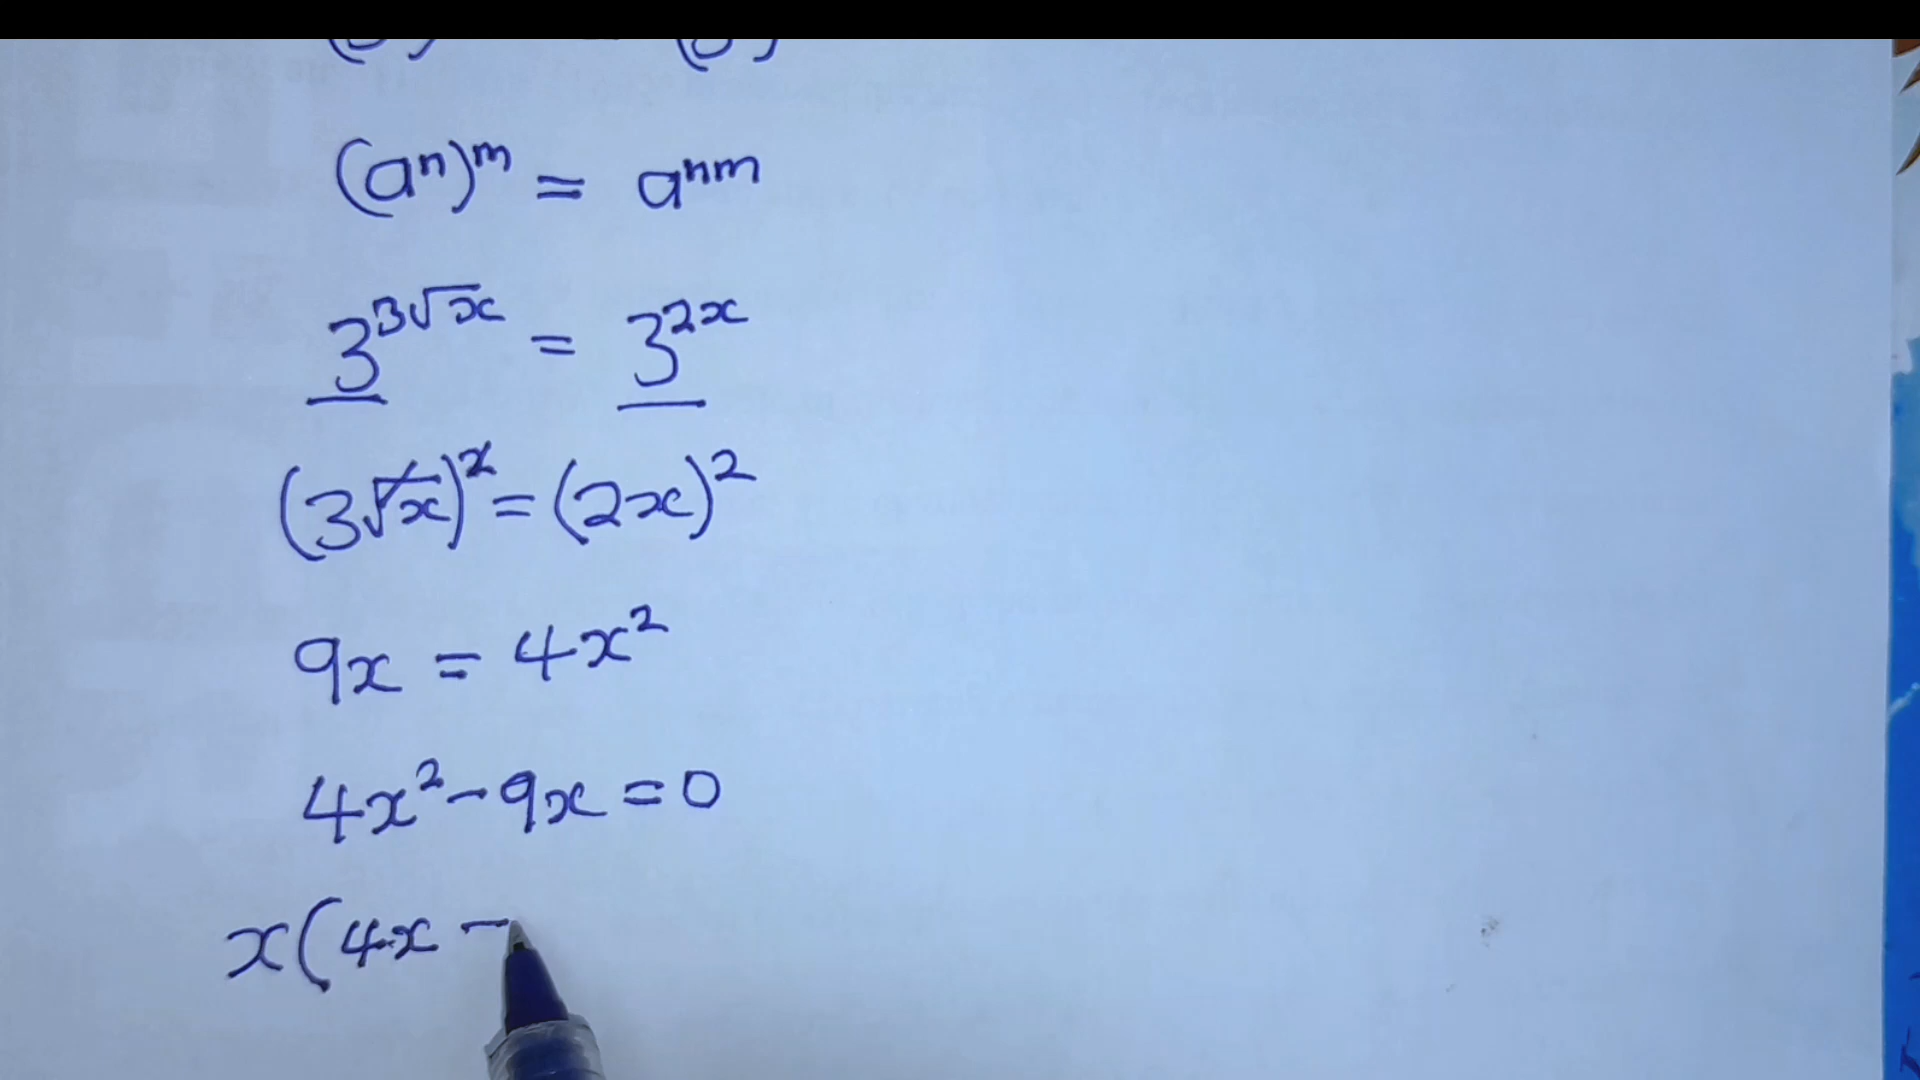 (aⁿ)ᵐ = aⁿᵐ
3^(3√x) = 3^(2x)
(3√x)² = (2x)²
9x = 4x²
4x² - 9x = 0
x(4x -